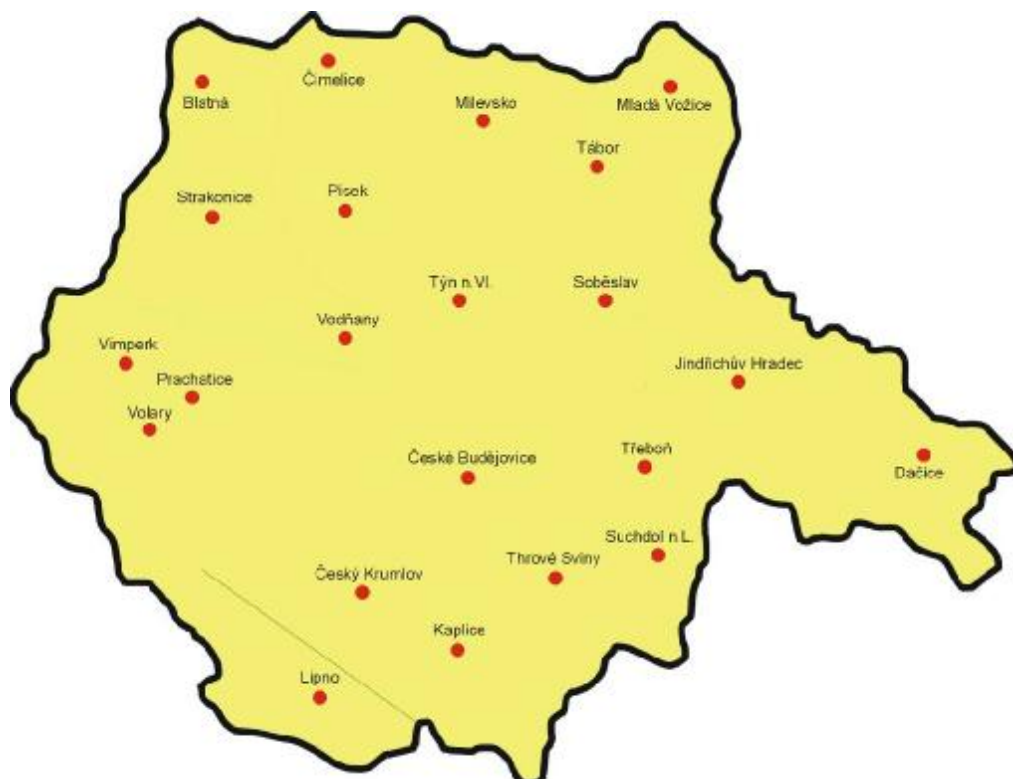 Čimelice
Blatná
Milevsko
Mladá Vožice
Tábor
Strakonice
Písek
Týn n.Vl.
Soběslav
Vodňany
Vimperk
Prachatice
Jindřichův Hradec
Volary
České Budějovice
Třeboň
Dačice
Suchdol n L.
Thrové Sviny
Český Krumlov
Kaplice
Lipno